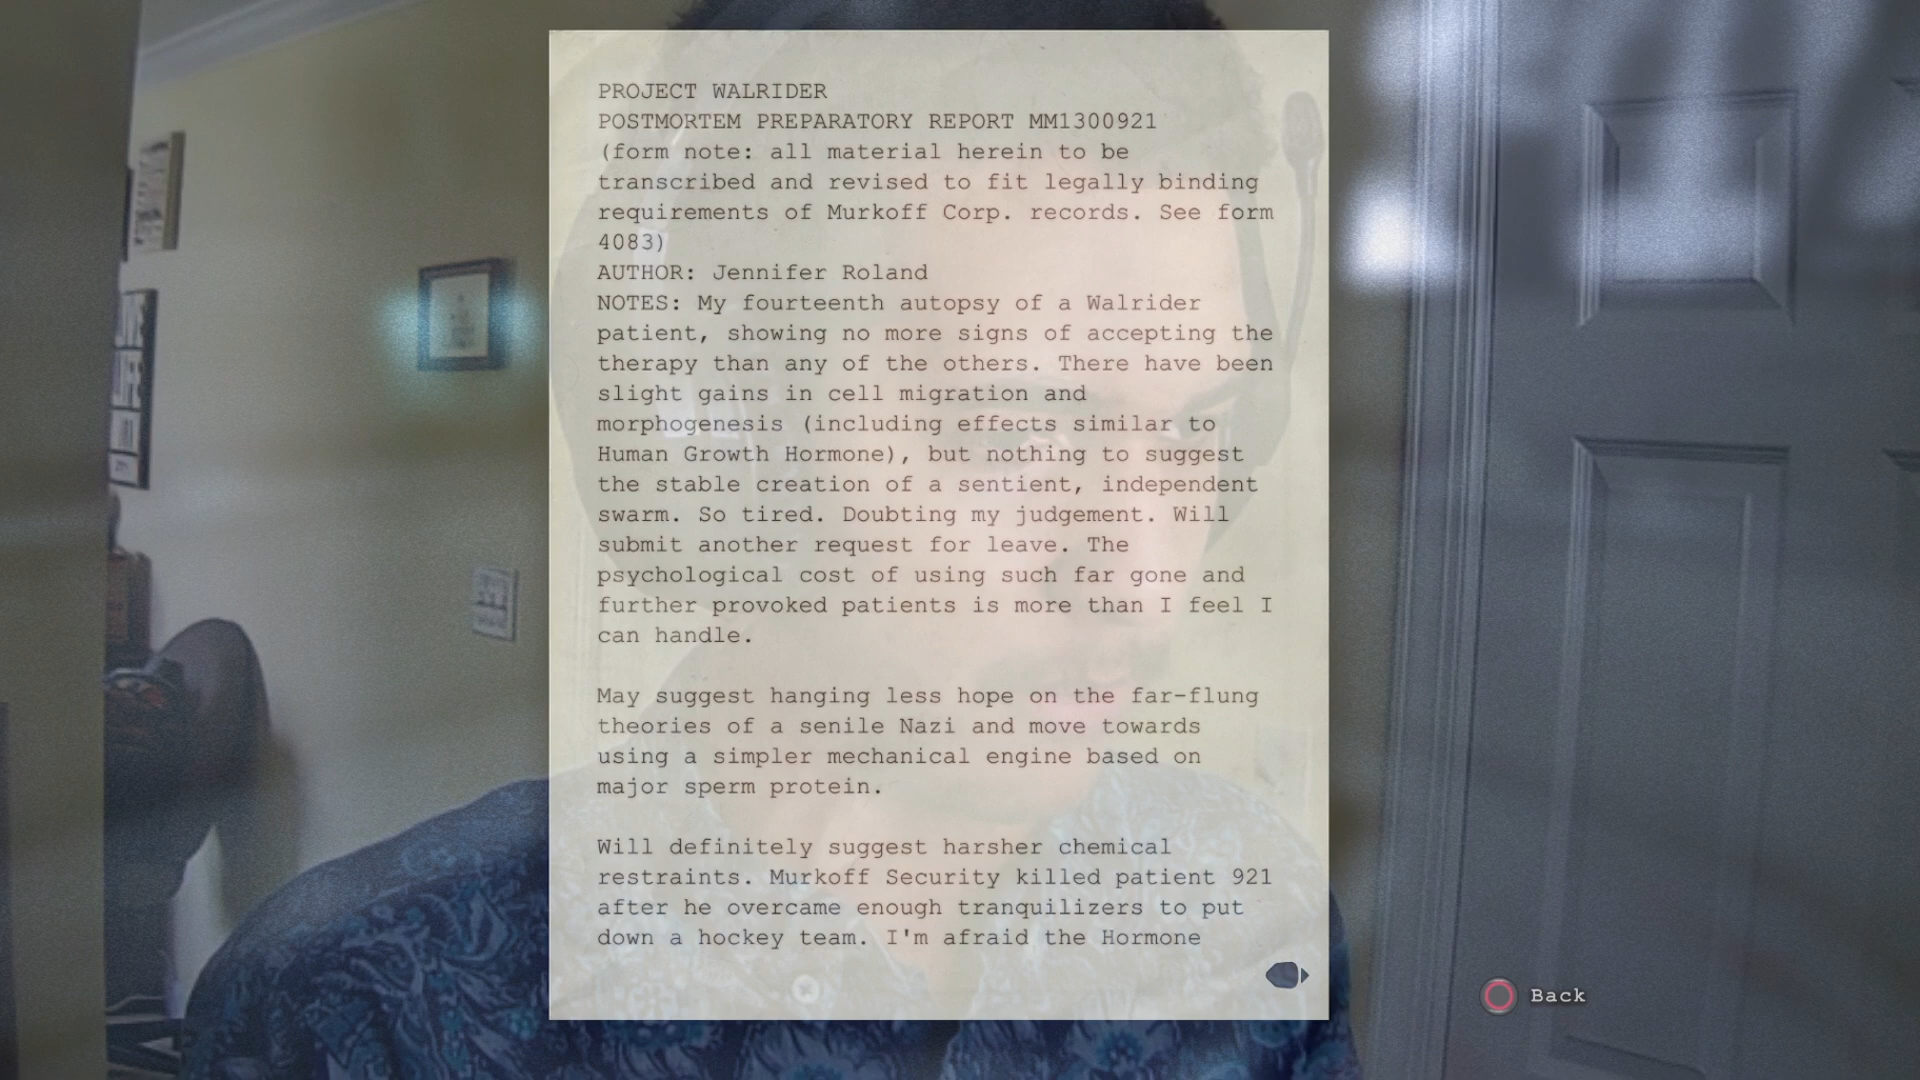 PROJECT WALRIDER
POSTMORTEM PREPARATORY REPORT MM1300921
(form note: all material herein to be
transcribed and revised to fit legally binding
requirements of Murkoff Corp. records. See form
4083)
AUTHOR: Jennifer Roland
NOTES: My fourteenth autopsy of a Walrider
patient, showing no more signs of accepting the
therapy than any of the others. There have been
slight gains in cell migration and
morphogenesis (including effects similar to
Human Growth Hormone), but nothing to suggest
the stable creation of a sentient, independent
swarm. So tired. Doubting my judgement. Will
submit another request for leave. The
psychological cost of using such far gone and
further provoked patients is more than I feel I
can handle.
May suggest hanging less hope on the far-flung
theories of a senile Nazi and move towards
using a simpler mechanical engine based on
major sperm protein.
Will definitely suggest harsher chemical
restraints. Murkoff Security killed patient 921
after he overcame enough tranquilizers to put
down a hockey team. I'm afraid the Hormone
Back